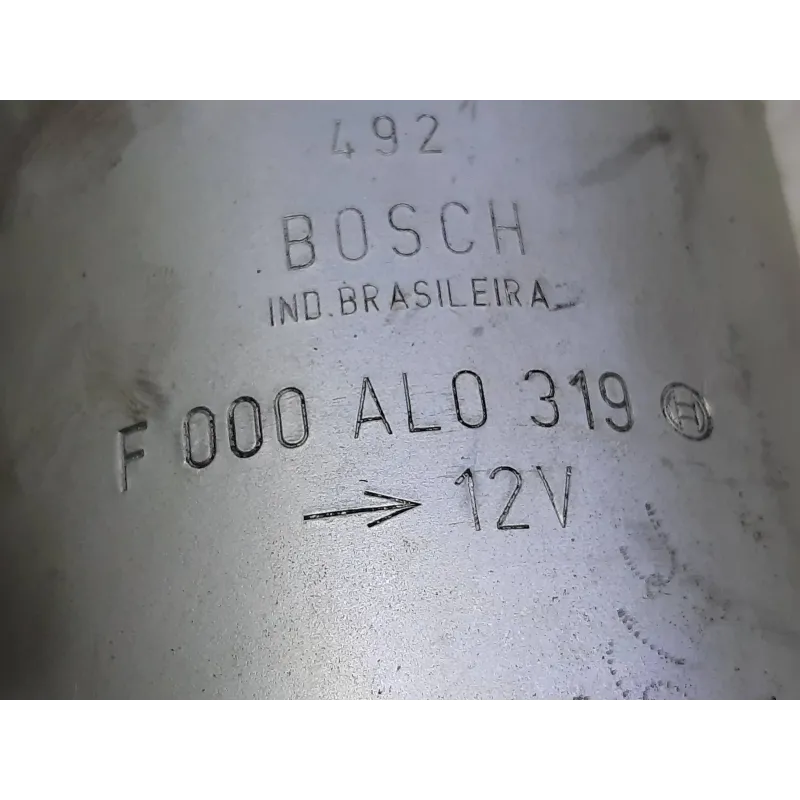 492
BOSCH
IND. BRASILEIRA
F 000 AL0 319
→ 12V